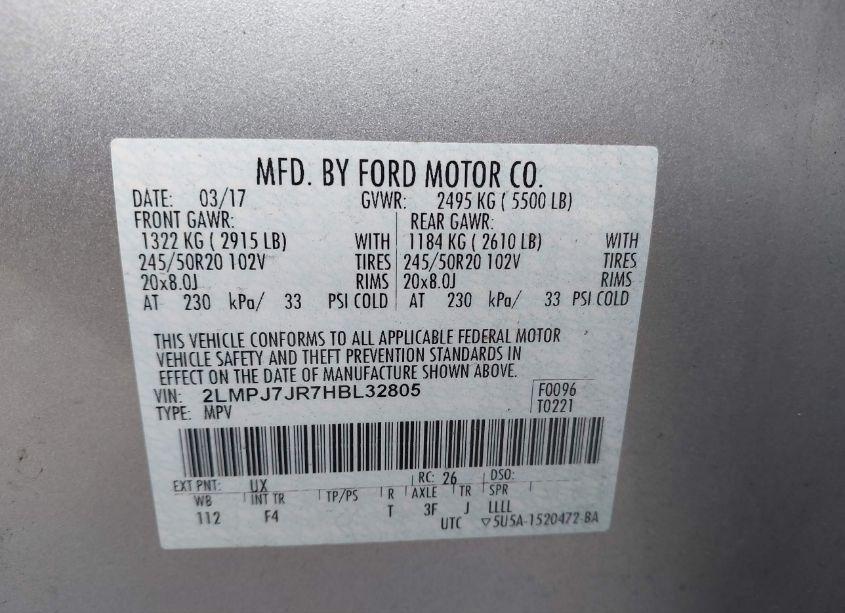 MFD. BY FORD MOTOR CO.
DATE: 03/17 GVWR: 2495 KG ( 5500 LB)
FRONT GAWR: REAR GAWR:
1322 KG ( 2915 LB) WITH 1184 KG ( 2610 LB) WITH
245/50R20 102V TIRES 245/50R20 102V TIRES
20x8.0J RIMS 20x8.0J RIMS
AT 230 kPa/ 33 PSI COLD AT 230 kPa/ 33 PSI COLD
THIS VEHICLE CONFORMS TO ALL APPLICABLE FEDERAL MOTOR
VEHICLE SAFETY AND THEFT PREVENTION STANDARDS IN
EFFECT ON THE DATE OF MANUFACTURE SHOWN ABOVE.
VIN: 2LMPJ7JR7HBL32805 F0096
TYPE: MPV T0221
EXT PNT: UX RC: 26 DSO:
WB INT TR TP/PS R AXLE TR SPR
112 F4 T 3F J LLLL
UTC ▽5U5A-1520472-BA